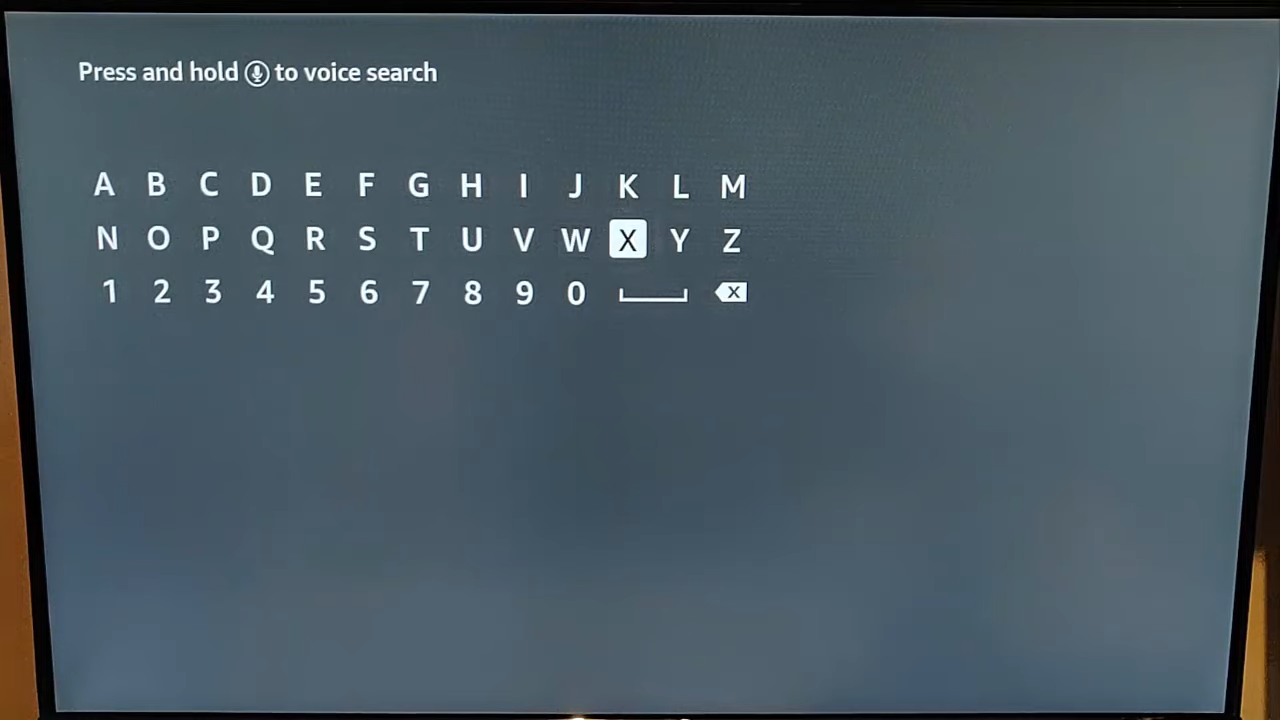 Press and hold to voice search
A B C D E F G H I J K L M
N O P Q R S T U V W X Y Z
1 2 3 4 5 6 7 8 9 0